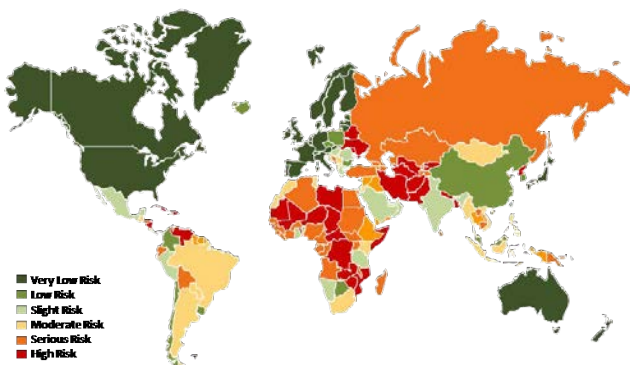 Very Low Risk
Low Risk
Slight Risk
Moderate Risk
Serious Risk
High Risk